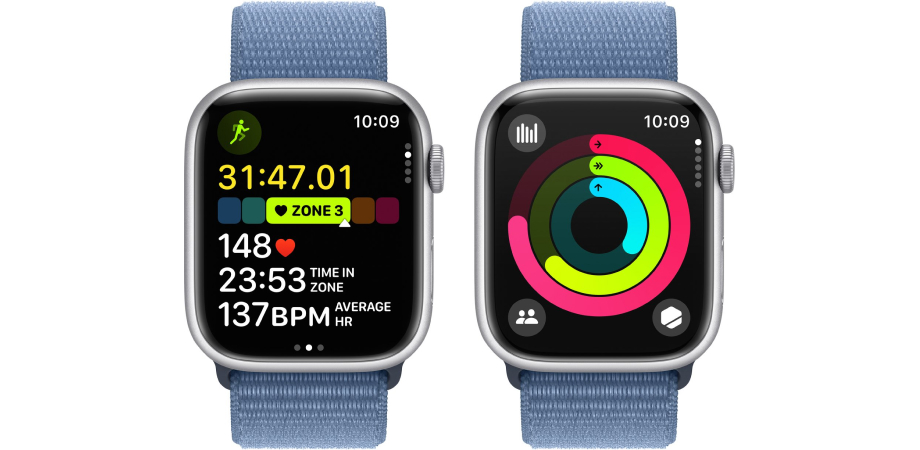 10:09
31:47.01
ZONE 3
148
23:53 TIME IN ZONE
137BPM AVERAGE HR
10:09